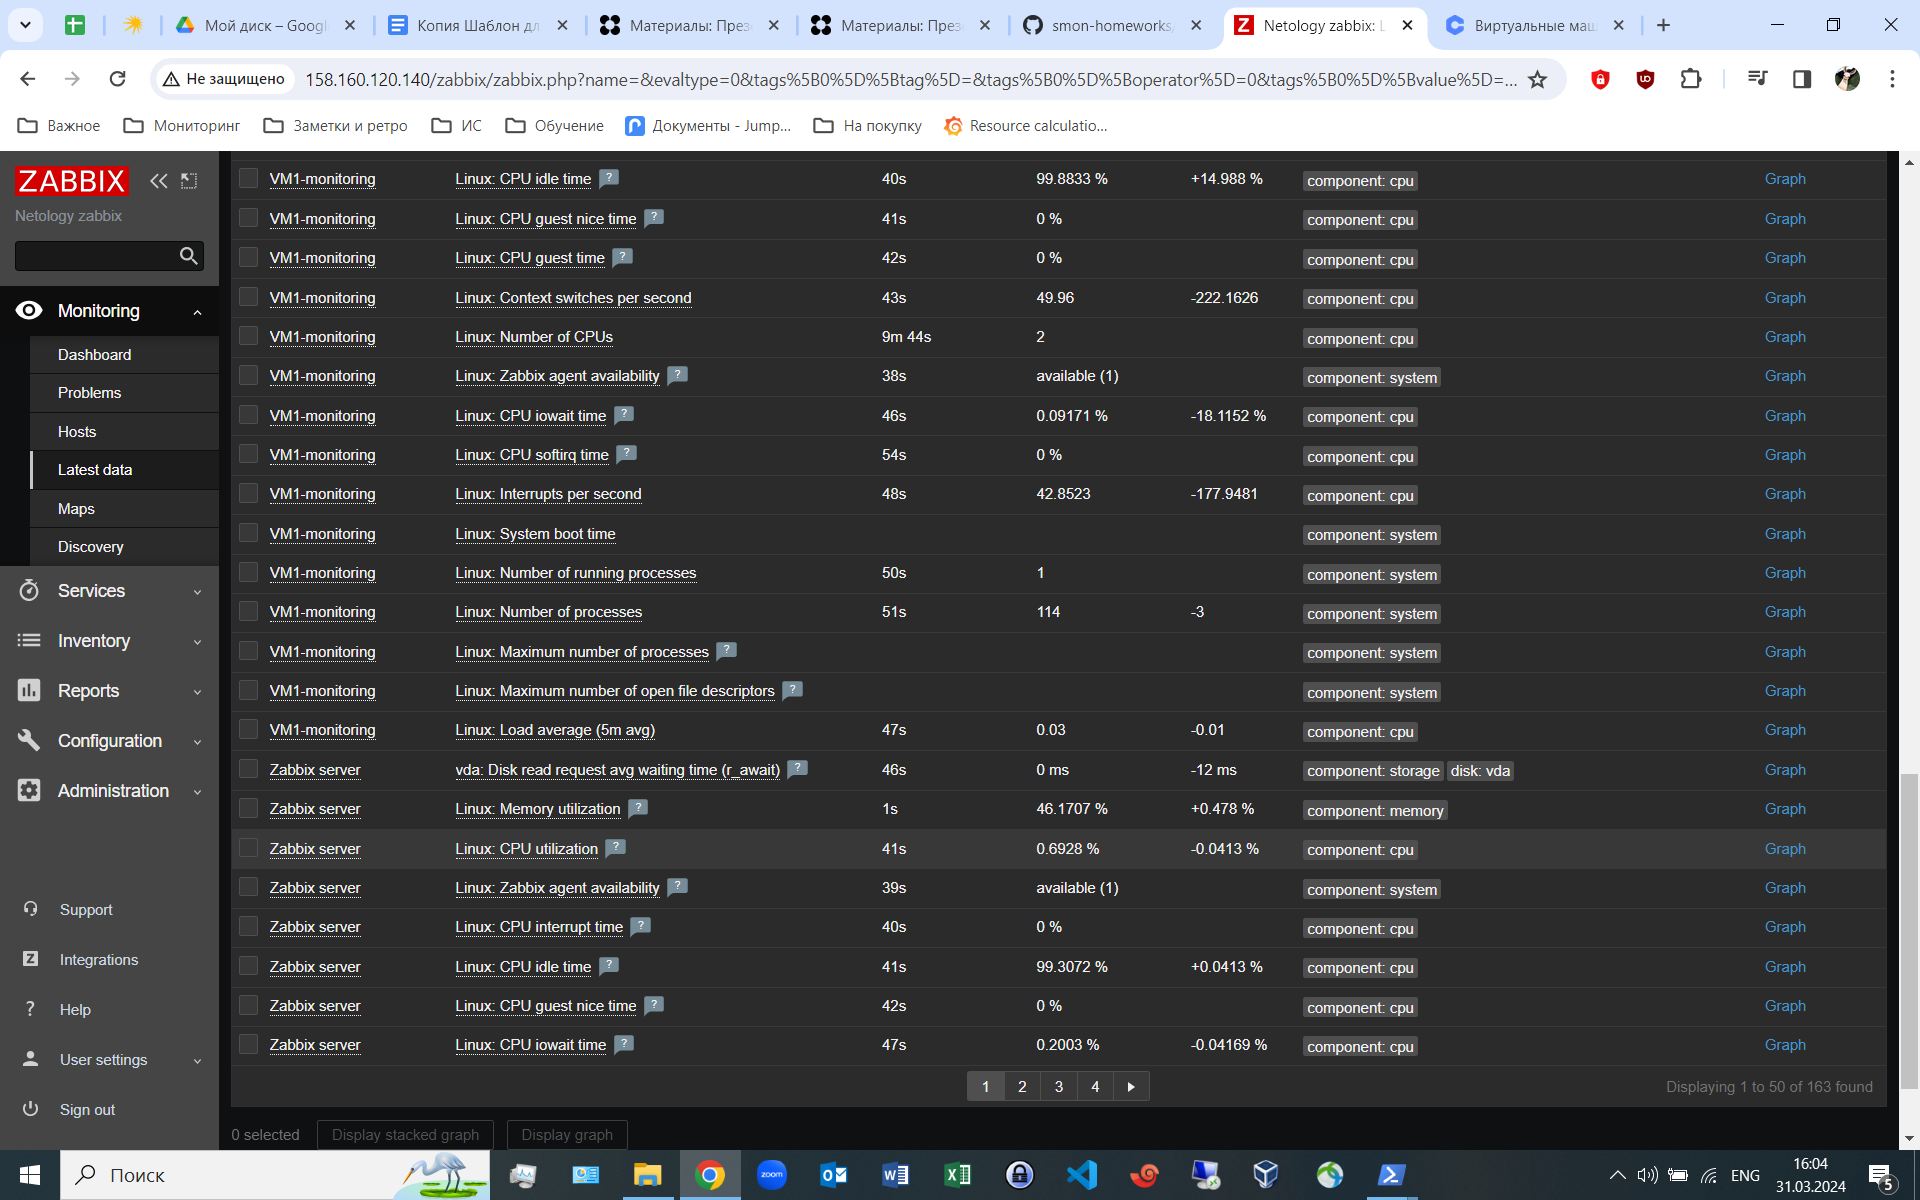 Мой диск – Googl
Копия Шаблон дл
Материалы: През
Материалы: През
smon-homeworks
Netology zabbix: L
Виртуальные маш
Не защищено
158.160.120.140/zabbix/zabbix.php?name=&evaltype=0&tags%5B0%5D%5Btag%5D=&tags%5B0%5D%5Boperator%5D=0&tags%5B0%5D%5Bvalue%5D=...
Важное
Мониторинг
Заметки и ретро
ИС
Обучение
Документы - Jump...
На покупку
Resource calculatio...
ZABBIX
Netology zabbix
Monitoring
Dashboard
Problems
Hosts
Latest data
Maps
Discovery
Services
Inventory
Reports
Configuration
Administration
Support
Integrations
Help
User settings
Sign out
VM1-monitoring Linux: CPU idle time ? 40s 99.8833 % +14.988 % component: cpu Graph
VM1-monitoring Linux: CPU guest nice time ? 41s 0 % component: cpu Graph
VM1-monitoring Linux: CPU guest time ? 42s 0 % component: cpu Graph
VM1-monitoring Linux: Context switches per second 43s 49.96 -222.1626 component: cpu Graph
VM1-monitoring Linux: Number of CPUs 9m 44s 2 component: cpu Graph
VM1-monitoring Linux: Zabbix agent availability ? 38s available (1) component: system Graph
VM1-monitoring Linux: CPU iowait time ? 46s 0.09171 % -18.1152 % component: cpu Graph
VM1-monitoring Linux: CPU softirq time ? 54s 0 % component: cpu Graph
VM1-monitoring Linux: Interrupts per second 48s 42.8523 -177.9481 component: cpu Graph
VM1-monitoring Linux: System boot time component: system Graph
VM1-monitoring Linux: Number of running processes 50s 1 component: system Graph
VM1-monitoring Linux: Number of processes 51s 114 -3 component: system Graph
VM1-monitoring Linux: Maximum number of processes ? component: system Graph
VM1-monitoring Linux: Maximum number of open file descriptors ? component: system Graph
VM1-monitoring Linux: Load average (5m avg) 47s 0.03 -0.01 component: cpu Graph
Zabbix server vda: Disk read request avg waiting time (r_await) ? 46s 0 ms -12 ms component: storage disk: vda Graph
Zabbix server Linux: Memory utilization ? 1s 46.1707 % +0.478 % component: memory Graph
Zabbix server Linux: CPU utilization ? 41s 0.6928 % -0.0413 % component: cpu Graph
Zabbix server Linux: Zabbix agent availability ? 39s available (1) component: system Graph
Zabbix server Linux: CPU interrupt time ? 40s 0 % component: cpu Graph
Zabbix server Linux: CPU idle time ? 41s 99.3072 % +0.0413 % component: cpu Graph
Zabbix server Linux: CPU guest nice time ? 42s 0 % component: cpu Graph
Zabbix server Linux: CPU iowait time ? 47s 0.2003 % -0.04169 % component: cpu Graph
1 2 3 4
Displaying 1 to 50 of 163 found
0 selected Display stacked graph Display graph
Поиск
zoom
ENG
16:04
31.03.2024
5